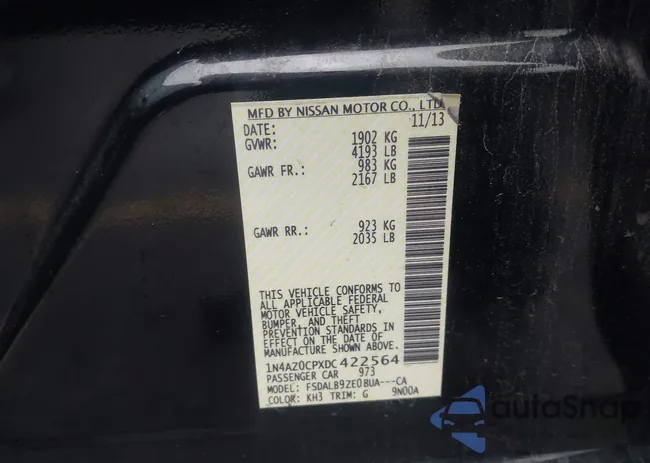 MFD BY NISSAN MOTOR CO., LTD.
DATE: 11/13
GVWR: 1902 KG
4193 LB
GAWR FR.: 983 KG
2167 LB
GAWR RR.: 923 KG
2035 LB
THIS VEHICLE CONFORMS TO
ALL APPLICABLE FEDERAL
MOTOR VEHICLE SAFETY,
BUMPER, AND THEFT
PREVENTION STANDARDS IN
EFFECT ON THE DATE OF
MANUFACTURE SHOWN ABOVE.
1N4AZ0CPXDC422564
PASSENGER CAR 973
MODEL: FSDALB9ZE0BUA---CA
COLOR: KH3 TRIM: G 9N00A
autoSnap